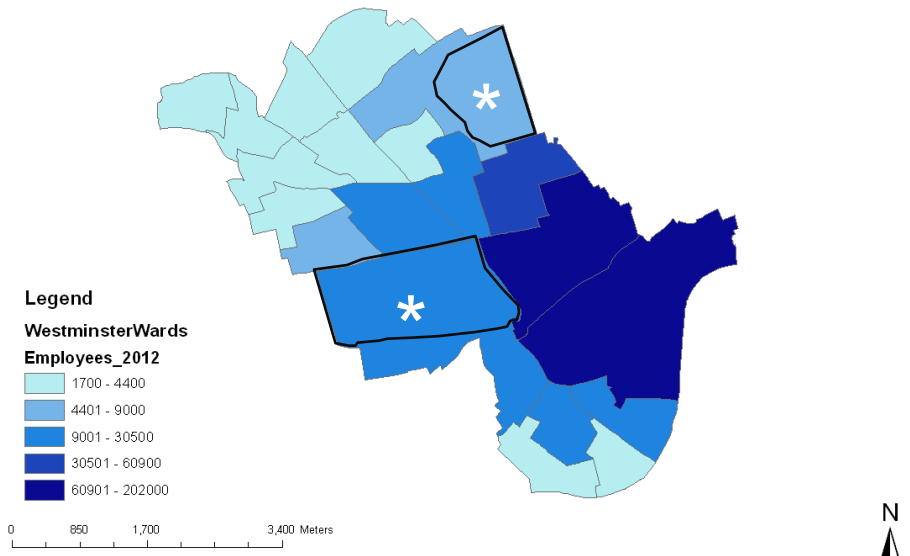 Legend
WestminsterWards
Employees_2012
1700 - 4400
4401 - 9000
9001 - 30500
30501 - 60900
60901 - 202000
0 850 1,700 3,400 Meters
N
* 
*